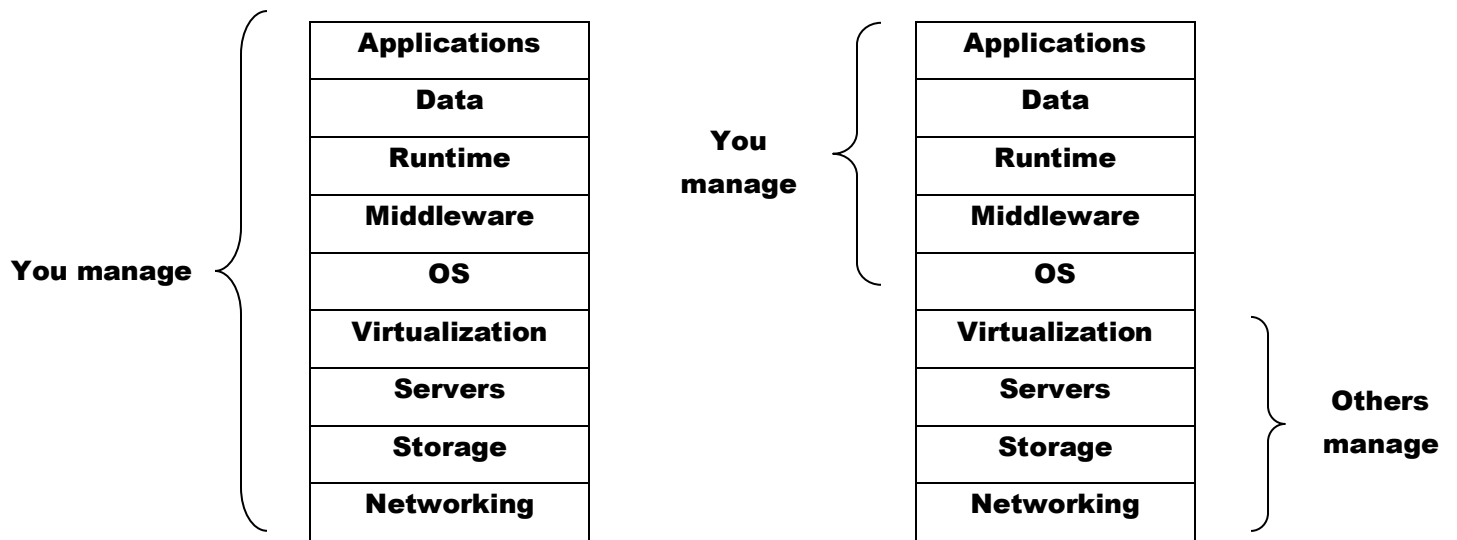 You manage
Applications
Data
Runtime
Middleware
OS
Virtualization
Servers
Storage
Networking
You
manage
Applications
Data
Runtime
Middleware
OS
Virtualization
Servers
Storage
Networking
Others
manage